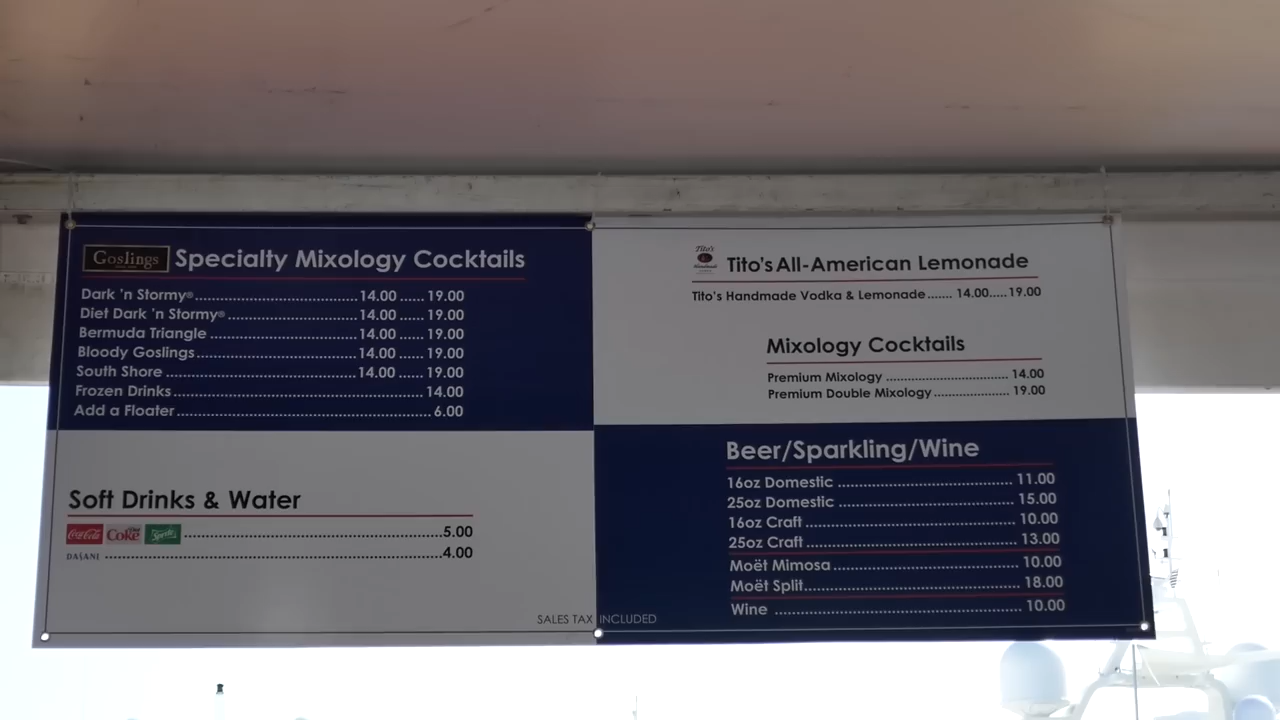 Goslings Specialty Mixology Cocktails
Dark 'n Stormy® 14.00 ...... 19.00
Diet Dark 'n Stormy® 14.00 ...... 19.00
Bermuda Triangle 14.00 ...... 19.00
Bloody Goslings 14.00 ...... 19.00
South Shore 14.00 ...... 19.00
Frozen Drinks 14.00
Add a Floater 6.00
Soft Drinks & Water
Coca-Cola Diet Coke Sprite 5.00
DASANI 4.00
Tito's Handmade
Tito's All-American Lemonade
Tito's Handmade Vodka & Lemonade ....... 14.00 ..... 19.00
Mixology Cocktails
Premium Mixology 14.00
Premium Double Mixology 19.00
Beer/Sparkling/Wine
16oz Domestic 11.00
25oz Domestic 15.00
16oz Craft 10.00
25oz Craft 13.00
Moët Mimosa 10.00
Moët Split 18.00
Wine 10.00
SALES TAX INCLUDED